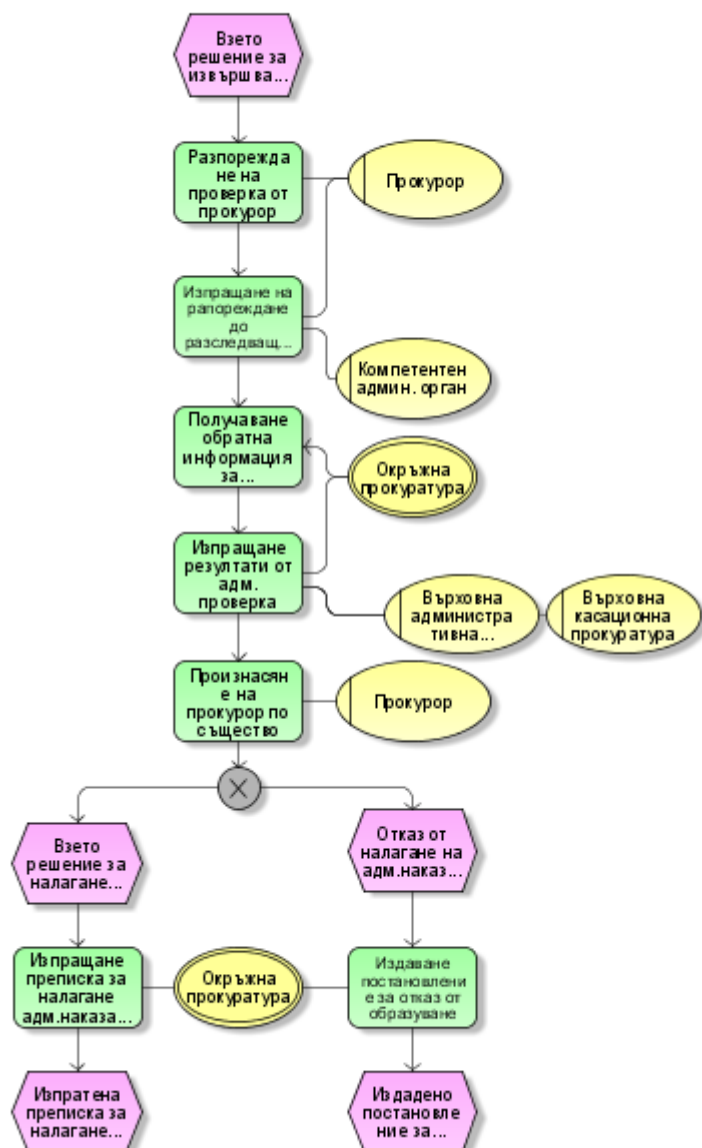 Взето
решение за
извършва...
Разпорежда
не на
проверка от
прокурор
Прокурор
Изпращане на
рапореждане
до
разследващ...
Компетентен
админ. орган
Получаване
обратна
информация
за...
Окръжна
прокуратура
Изпращане
резултати от
адм.
проверка
Върховна
администра
тивна...
Върховна
касационна
прокуратура
Произнасян
е на
прокурор по
същество
Прокурор
Взето
решение за
налагане...
Отказ от
налагане на
адм.наказ...
Изпращане
преписка за
налагане
адм.наказа...
Окръжна
прокуратура
Издаване
постановлени
е за отказ от
образуване
Изпратена
преписка за
налагане...
Издадено
постановле
ние за...